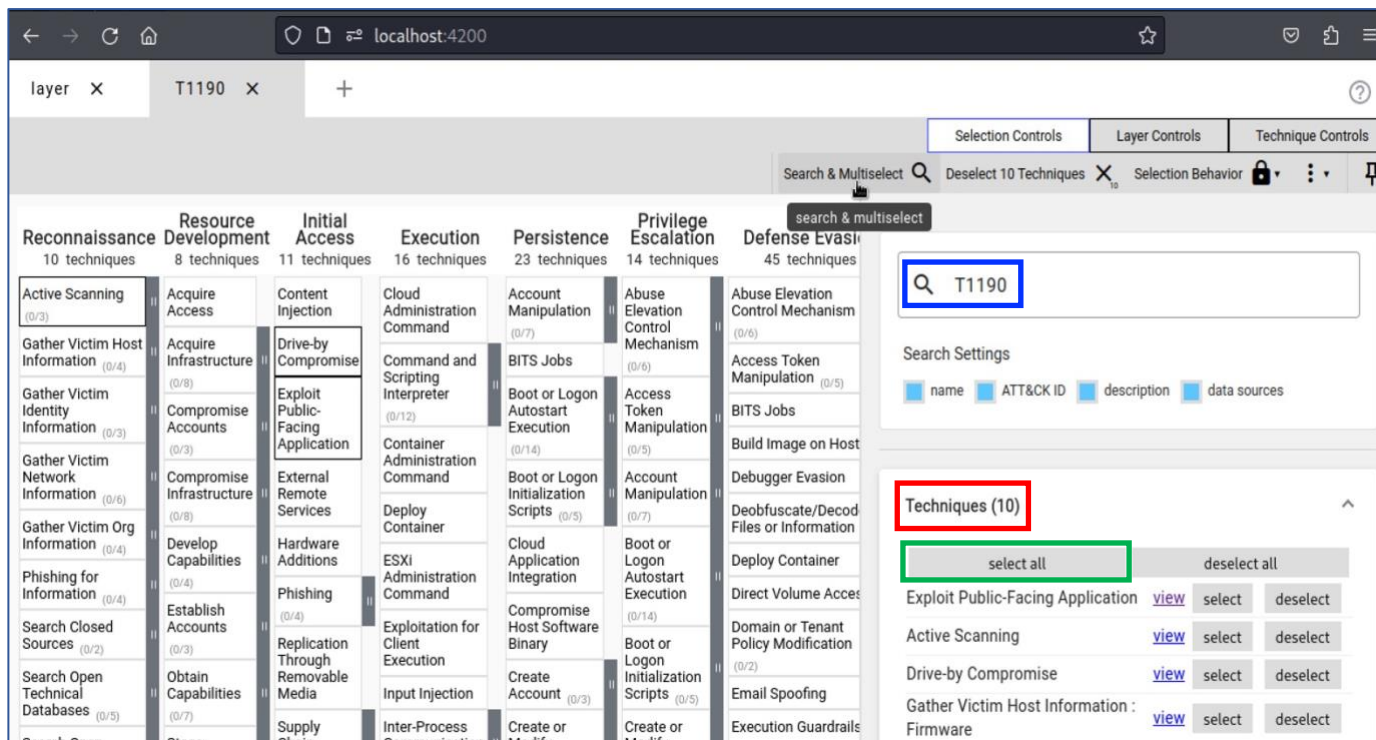 localhost:4200
layer
T1190
Selection Controls
Layer Controls
Technique Controls
Search & Multiselect
Deselect 10 Techniques
10
Selection Behavior
search & multiselect
Reconnaissance
10 techniques
Active Scanning
(0/3)
Gather Victim Host
Information (0/4)
Gather Victim
Identity
Information (0/3)
Gather Victim
Network
Information (0/6)
Gather Victim Org
Information (0/4)
Phishing for
Information (0/4)
Search Closed
Sources (0/2)
Search Open
Technical
Databases (0/5)
Resource
Development
8 techniques
Acquire
Access
Acquire
Infrastructure
(0/8)
Compromise
Accounts
(0/3)
Compromise
Infrastructure
(0/8)
Develop
Capabilities
(0/4)
Establish
Accounts
(0/3)
Obtain
Capabilities
(0/7)
Initial
Access
11 techniques
Content
Injection
Drive-by
Compromise
Exploit
Public-
Facing
Application
External
Remote
Services
Hardware
Additions
Phishing
(0/4)
Replication
Through
Removable
Media
Supply
Execution
16 techniques
Cloud
Administration
Command
Command and
Scripting
Interpreter
(0/12)
Container
Administration
Command
Deploy
Container
ESXi
Administration
Command
Exploitation for
Client
Execution
Input Injection
Inter-Process
Persistence
23 techniques
Account
Manipulation
(0/7)
BITS Jobs
Boot or Logon
Autostart
Execution
(0/14)
Boot or Logon
Initialization
Scripts (0/5)
Cloud
Application
Integration
Compromise
Host Software
Binary
Create
Account (0/3)
Create or
Privilege
Escalation
14 techniques
Abuse
Elevation
Control
Mechanism
(0/6)
Access
Token
Manipulation
(0/5)
Account
Manipulation
(0/7)
Boot or
Logon
Autostart
Execution
(0/14)
Boot or
Logon
Initialization
Scripts (0/5)
Create or
Defense Evasi
45 techniques
Abuse Elevation
Control Mechanism
(0/6)
Access Token
Manipulation (0/5)
BITS Jobs
Build Image on Host
Debugger Evasion
Deobfuscate/Decod
Files or Information
Deploy Container
Direct Volume Acces
Domain or Tenant
Policy Modification
(0/2)
Email Spoofing
Execution Guardrails
T1190
Search Settings
name ATT&CK ID description data sources
Techniques (10)
select all deselect all
Exploit Public-Facing Application view select deselect
Active Scanning view select deselect
Drive-by Compromise view select deselect
Gather Victim Host Information :
Firmware view select deselect